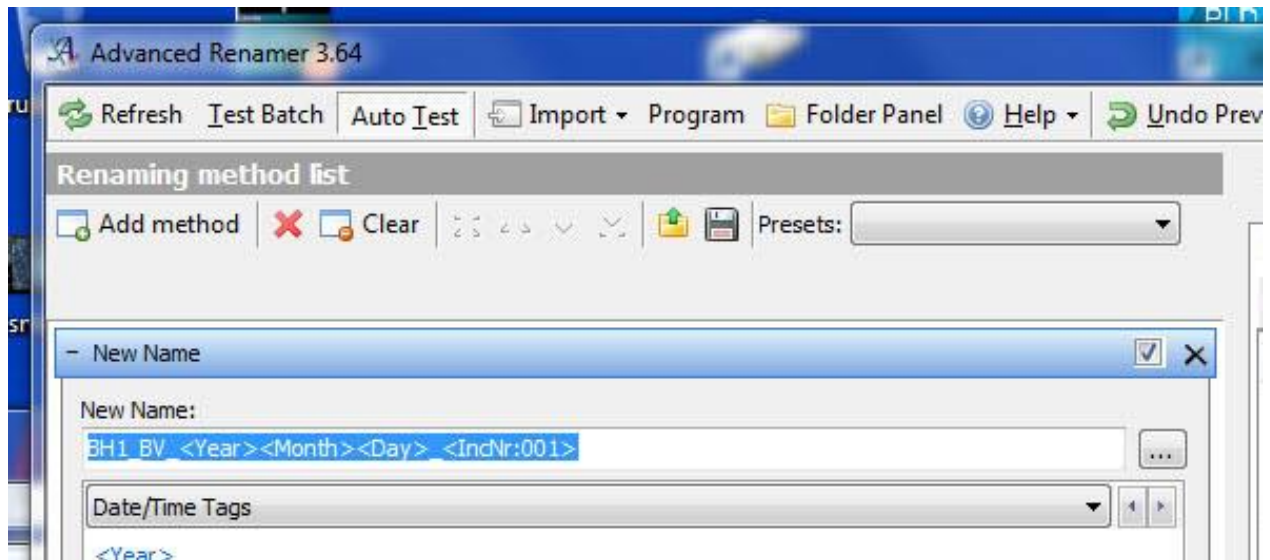 Advanced Renamer 3.64
Refresh Test Batch Auto Test Import Program Folder Panel Help Undo Prev
Renaming method list
Add method Clear Presets:
New Name
New Name:
BH1_BV_<Year><Month><Day>_<IncNr:001>
...
Date/Time Tags
<Year>